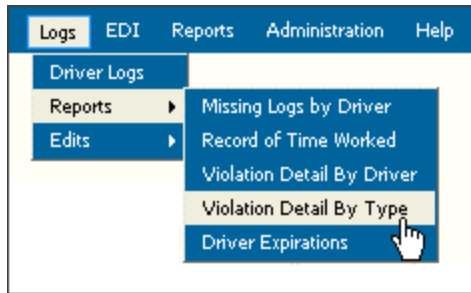 Logs EDI Reports Administration Help
Driver Logs
Reports
Edits
Missing Logs by Driver
Record of Time Worked
Violation Detail By Driver
Violation Detail By Type
Driver Expirations